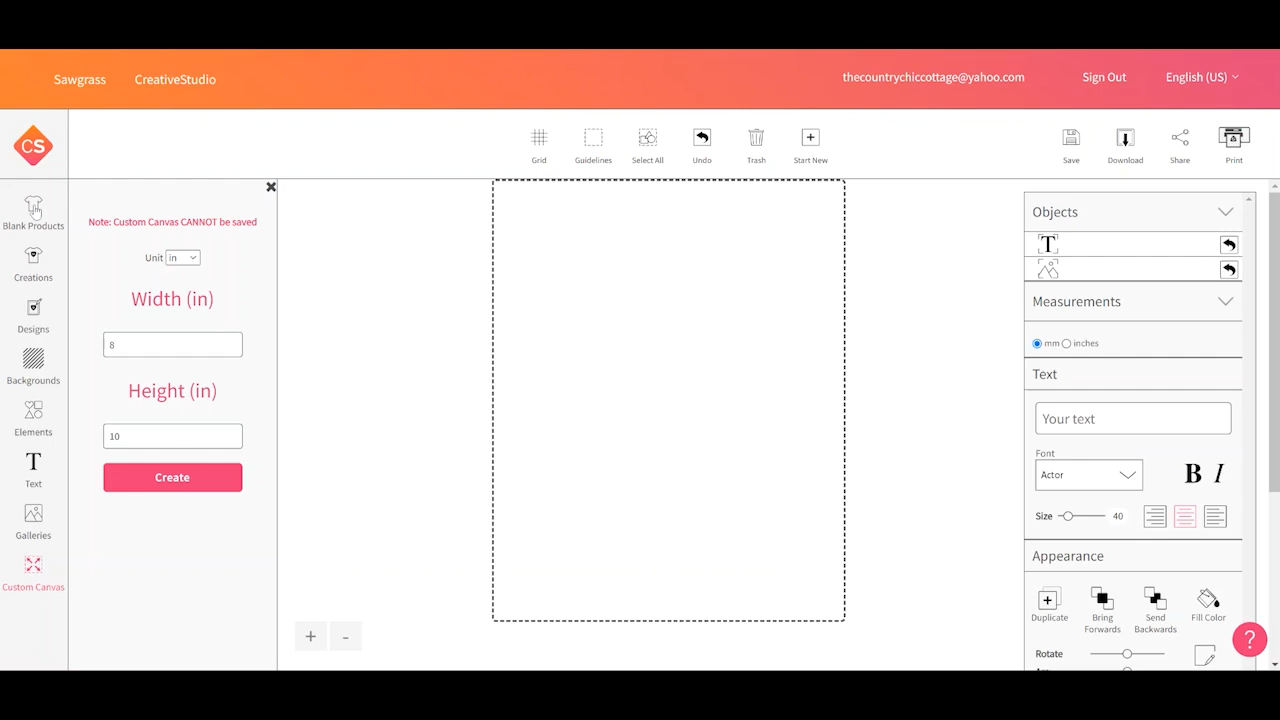 Sawgrass
CreativeStudio
thecountrychiccottage@yahoo.com
Sign Out
English (US)
CS
Grid
Guidelines
Select All
Undo
Trash
Start New
Save
Download
Share
Print
Blank Products
Creations
Designs
Backgrounds
Elements
T
Text
Galleries
Custom Canvas
Note: Custom Canvas CANNOT be saved
Unit in
Width (in)
8
Height (in)
10
Create
+ -
Objects
T
Measurements
mm inches
Text
Your text
Font
Actor
B I
Size 40
Appearance
Duplicate
Bring
Forwards
Send
Backwards
Fill Color
Rotate
?